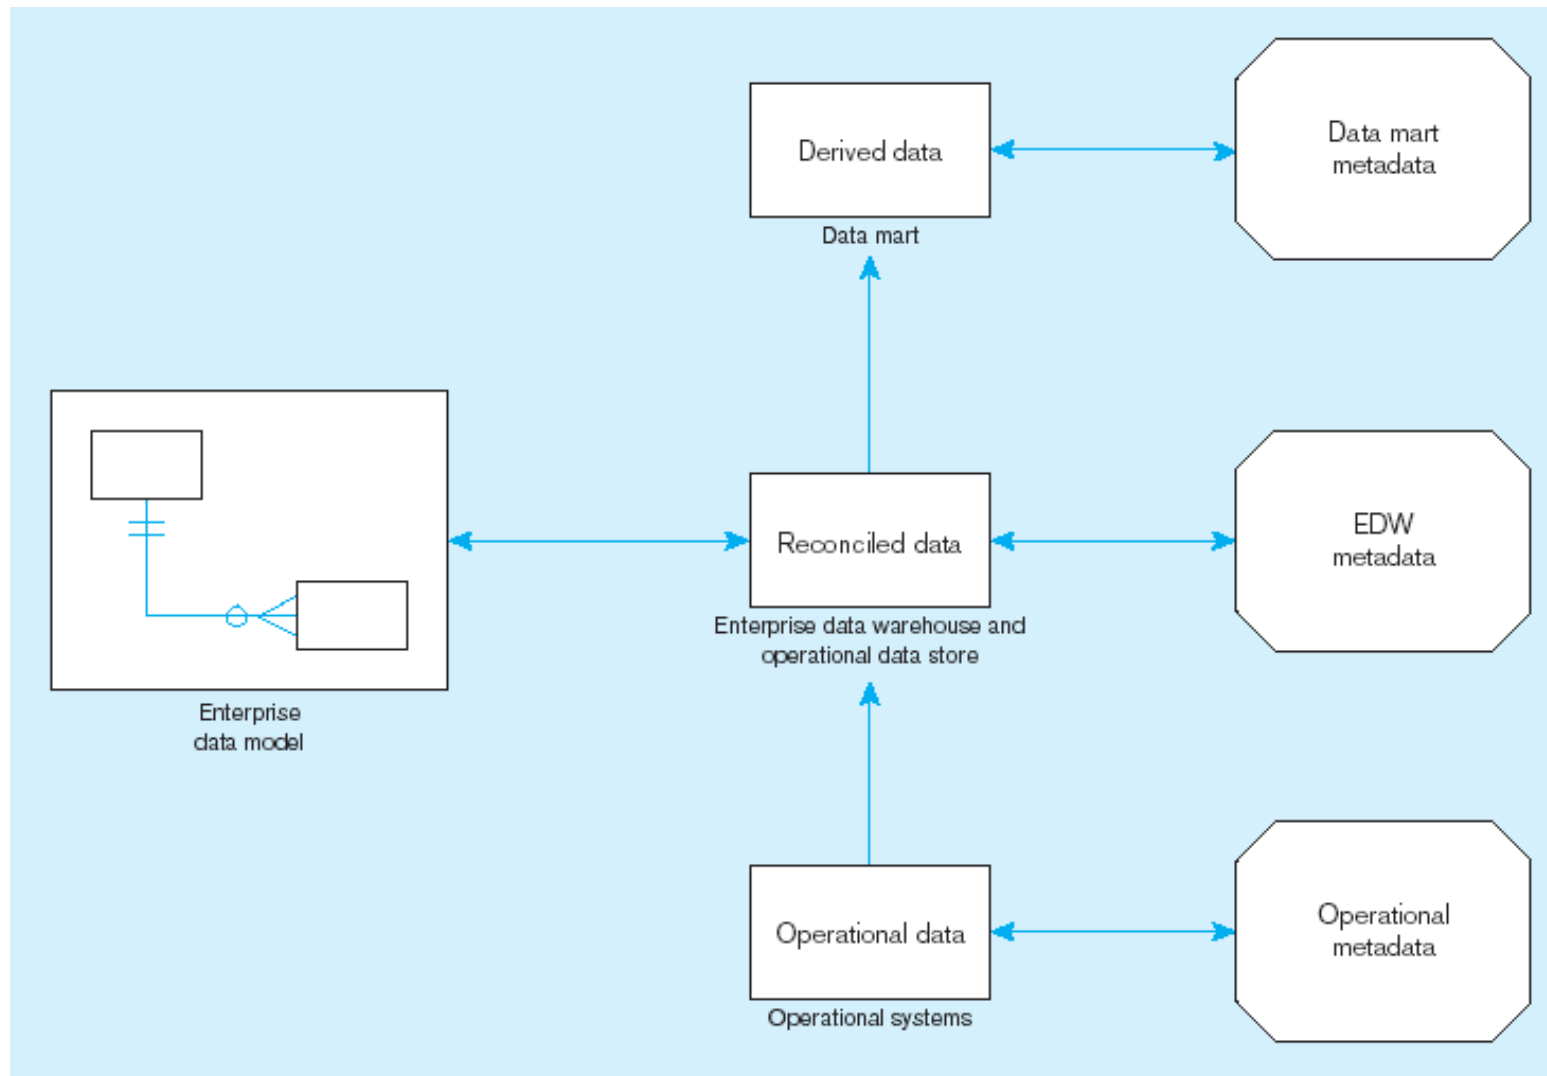 Derived data
Data mart
Data mart
metadata
Enterprise
data model
Reconciled data
Enterprise data warehouse and
operational data store
EDW
metadata
Operational data
Operational systems
Operational
metadata